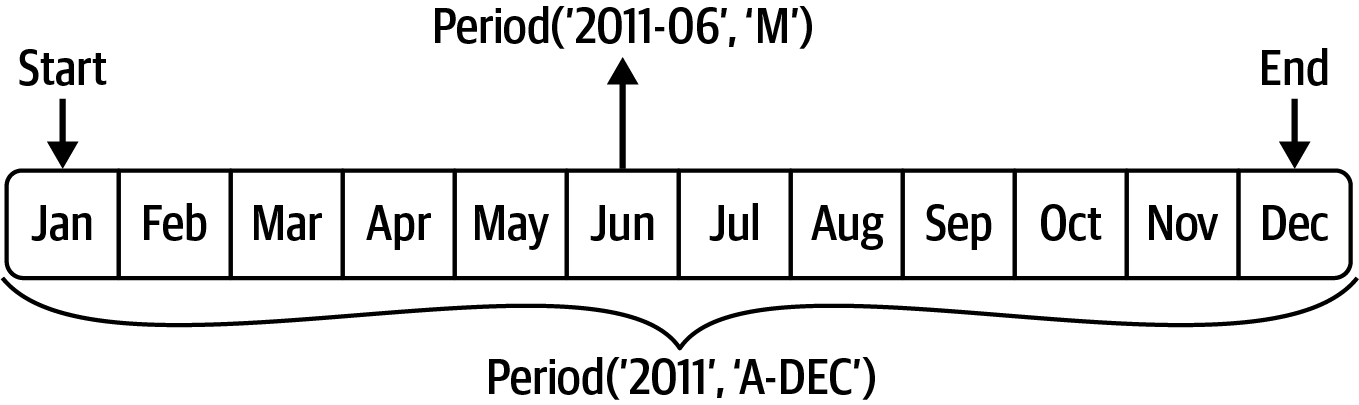 Period('2011-06', ‘M’)
Start
End
Jan Feb Mar Apr May Jun Jul Aug Sep Oct Nov Dec
Period('2011', ‘A-DEC’)